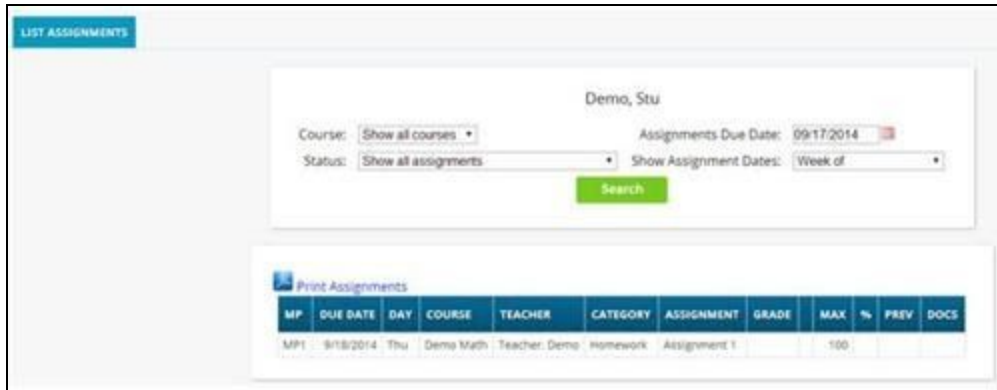 LIST ASSIGNMENTS
Demo, Stu
Course: Show all courses Assignments Due Date: 09/17/2014
Status: Show all assignments Show Assignment Dates: Week of
Search
Print Assignments
MP DUE DATE DAY COURSE TEACHER CATEGORY ASSIGNMENT GRADE MAX % PREV DOCS
MP1 9/18/2014 Thu Demo Math Teacher, Demo Homework Assignment 1 100